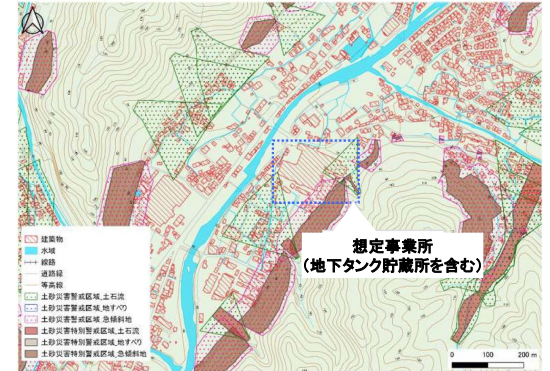 建築物
水域
線路
道路縁
等高線
土砂災害警戒区域_土石流
土砂災害警戒区域_地すべり
土砂災害警戒区域_急傾斜地
土砂災害特別警戒区域_土石流
土砂災害特別警戒区域_地すべり
土砂災害特別警戒区域_急傾斜地
想定事業所
（地下タンク貯蔵所を含む）
0 100 200 m